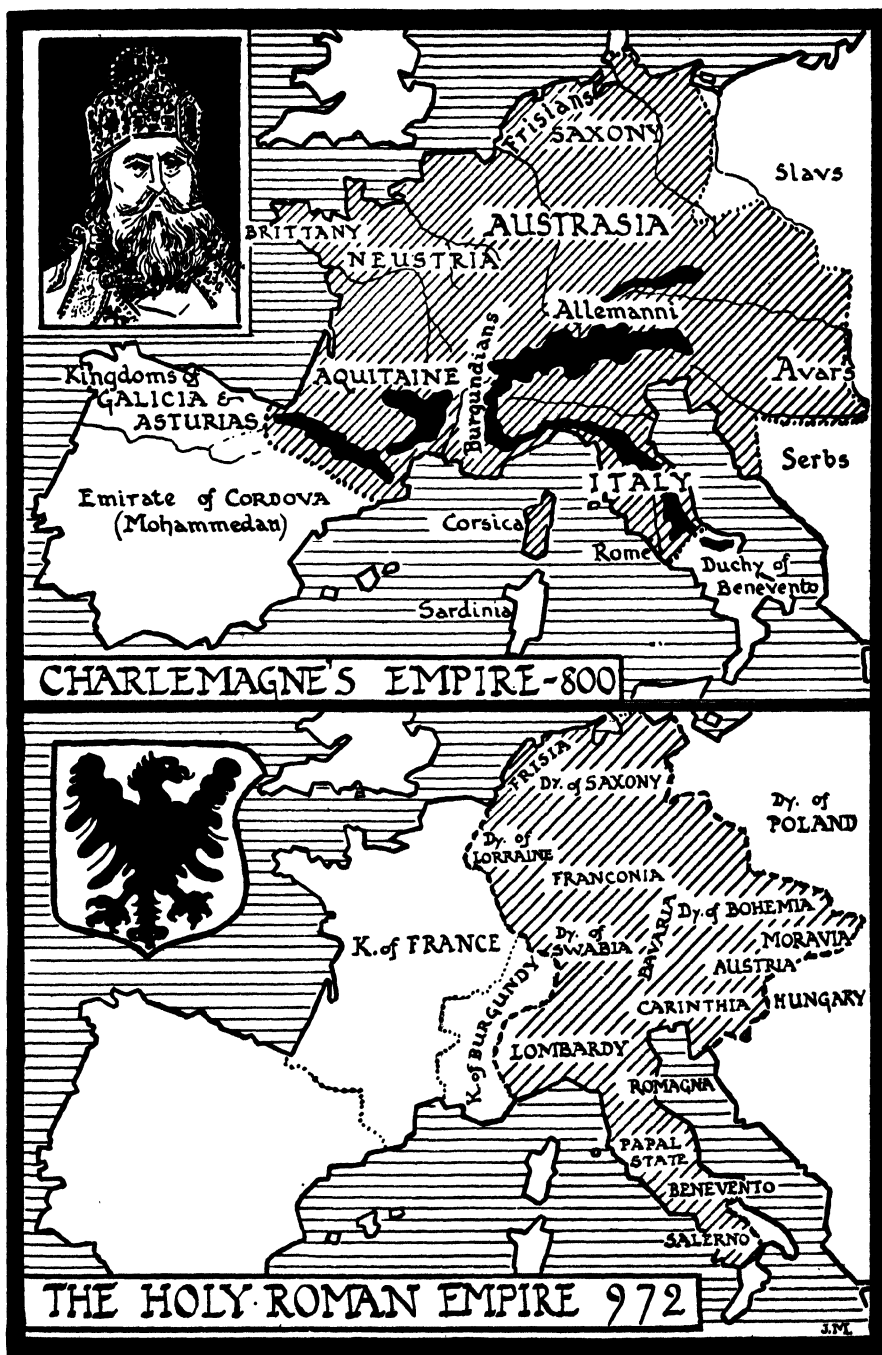 Frisians
SAXONY
Slavs
BRITTANY
NEUSTRIA
AUSTRASIA
Allemanni
Burgundians
Kingdoms of
GALICIA &
ASTURIAS
AQUITAINE
Avars
Serbs
Emirate of CORDOVA
(Mohammedan)
ITALY
Corsica
Rome
Duchy of
Benevento
Sardinia
CHARLEMAGNE'S EMPIRE-800
FRISIA
Dy. of SAXONY
Dy. of
POLAND
Dy. of
LORRAINE
FRANCONIA
Dy. of BOHEMIA
K. of FRANCE
Dy. of
SWABIA
BAVARIA
MORAVIA
AUSTRIA
K. of BURGUNDY
CARINTHIA
HUNGARY
LOMBARDY
ROMAGNA
PAPAL
STATE
BENEVENTO
SALERNO
THE HOLY·ROMAN EMPIRE 972
J.M.